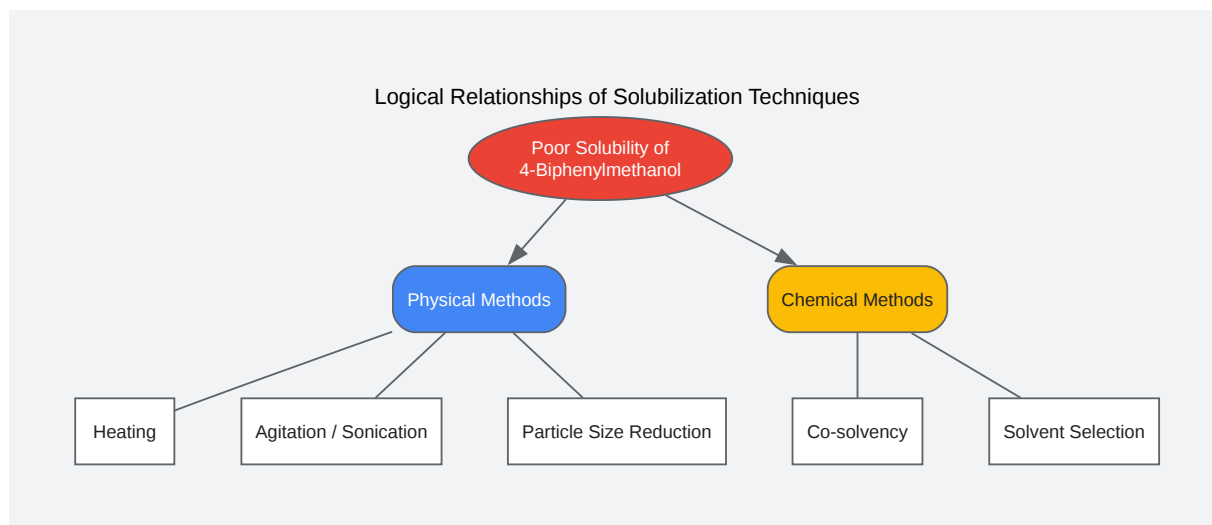 Logical Relationships of Solubilization Techniques
Poor Solubility of
4-Biphenylmethanol
Physical Methods
Chemical Methods
Heating
Agitation / Sonication
Particle Size Reduction
Co-solvency
Solvent Selection